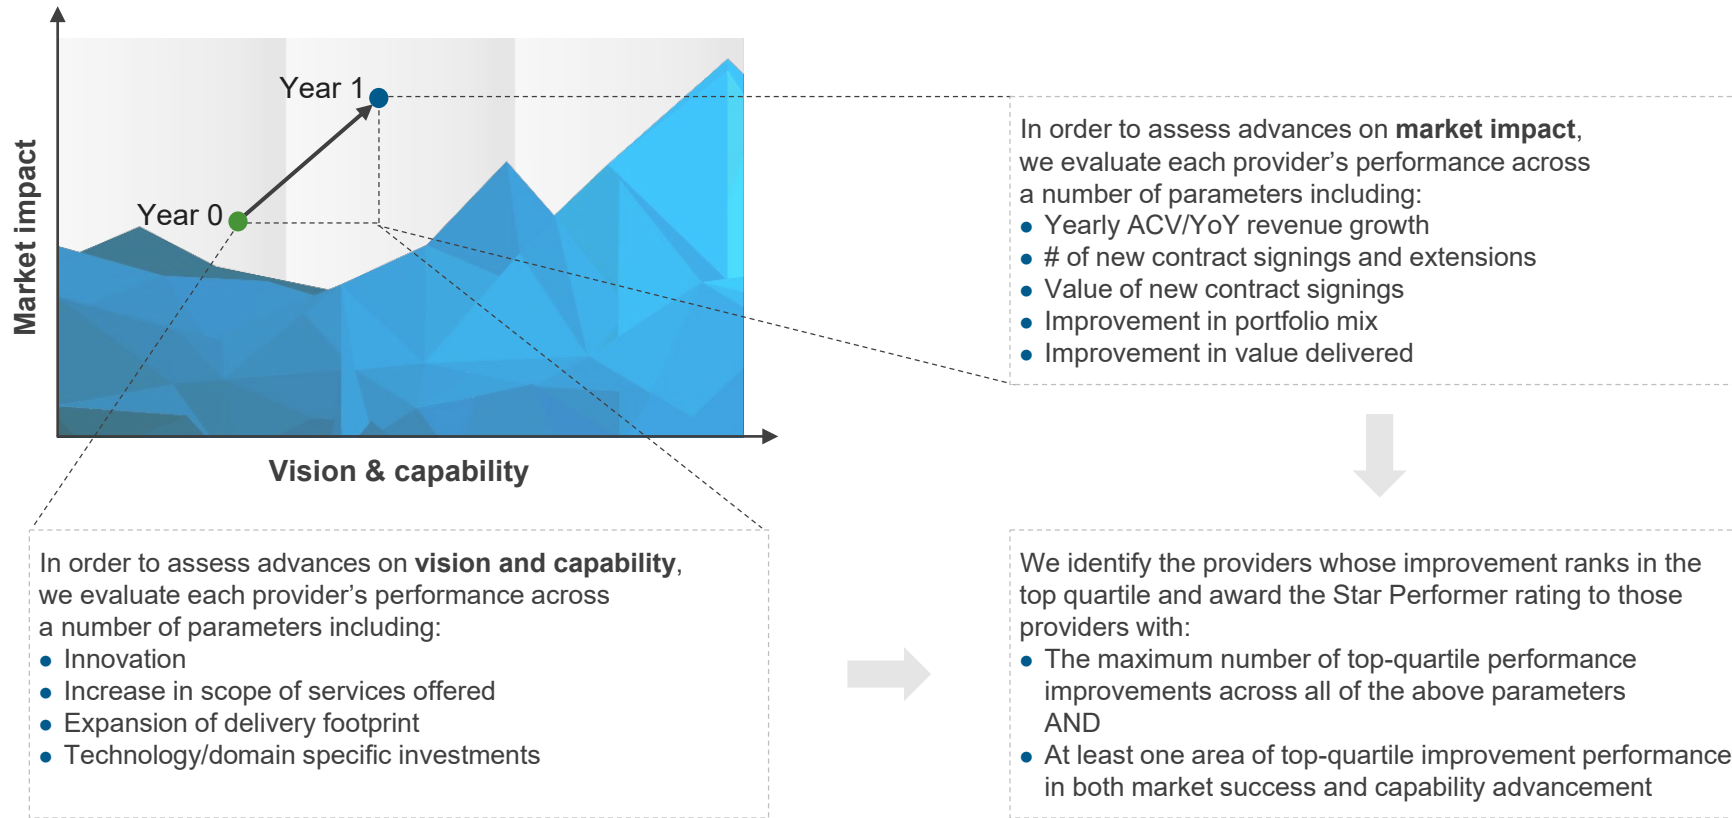 Year 1
Year 0
Market impact
Vision & capability
In order to assess advances on market impact,
we evaluate each provider’s performance across
a number of parameters including:
● Yearly ACV/YoY revenue growth
● # of new contract signings and extensions
● Value of new contract signings
● Improvement in portfolio mix
● Improvement in value delivered
In order to assess advances on vision and capability,
we evaluate each provider’s performance across
a number of parameters including:
● Innovation
● Increase in scope of services offered
● Expansion of delivery footprint
● Technology/domain specific investments
We identify the providers whose improvement ranks in the
top quartile and award the Star Performer rating to those
providers with:
● The maximum number of top-quartile performance
improvements across all of the above parameters
AND
● At least one area of top-quartile improvement performance
in both market success and capability advancement